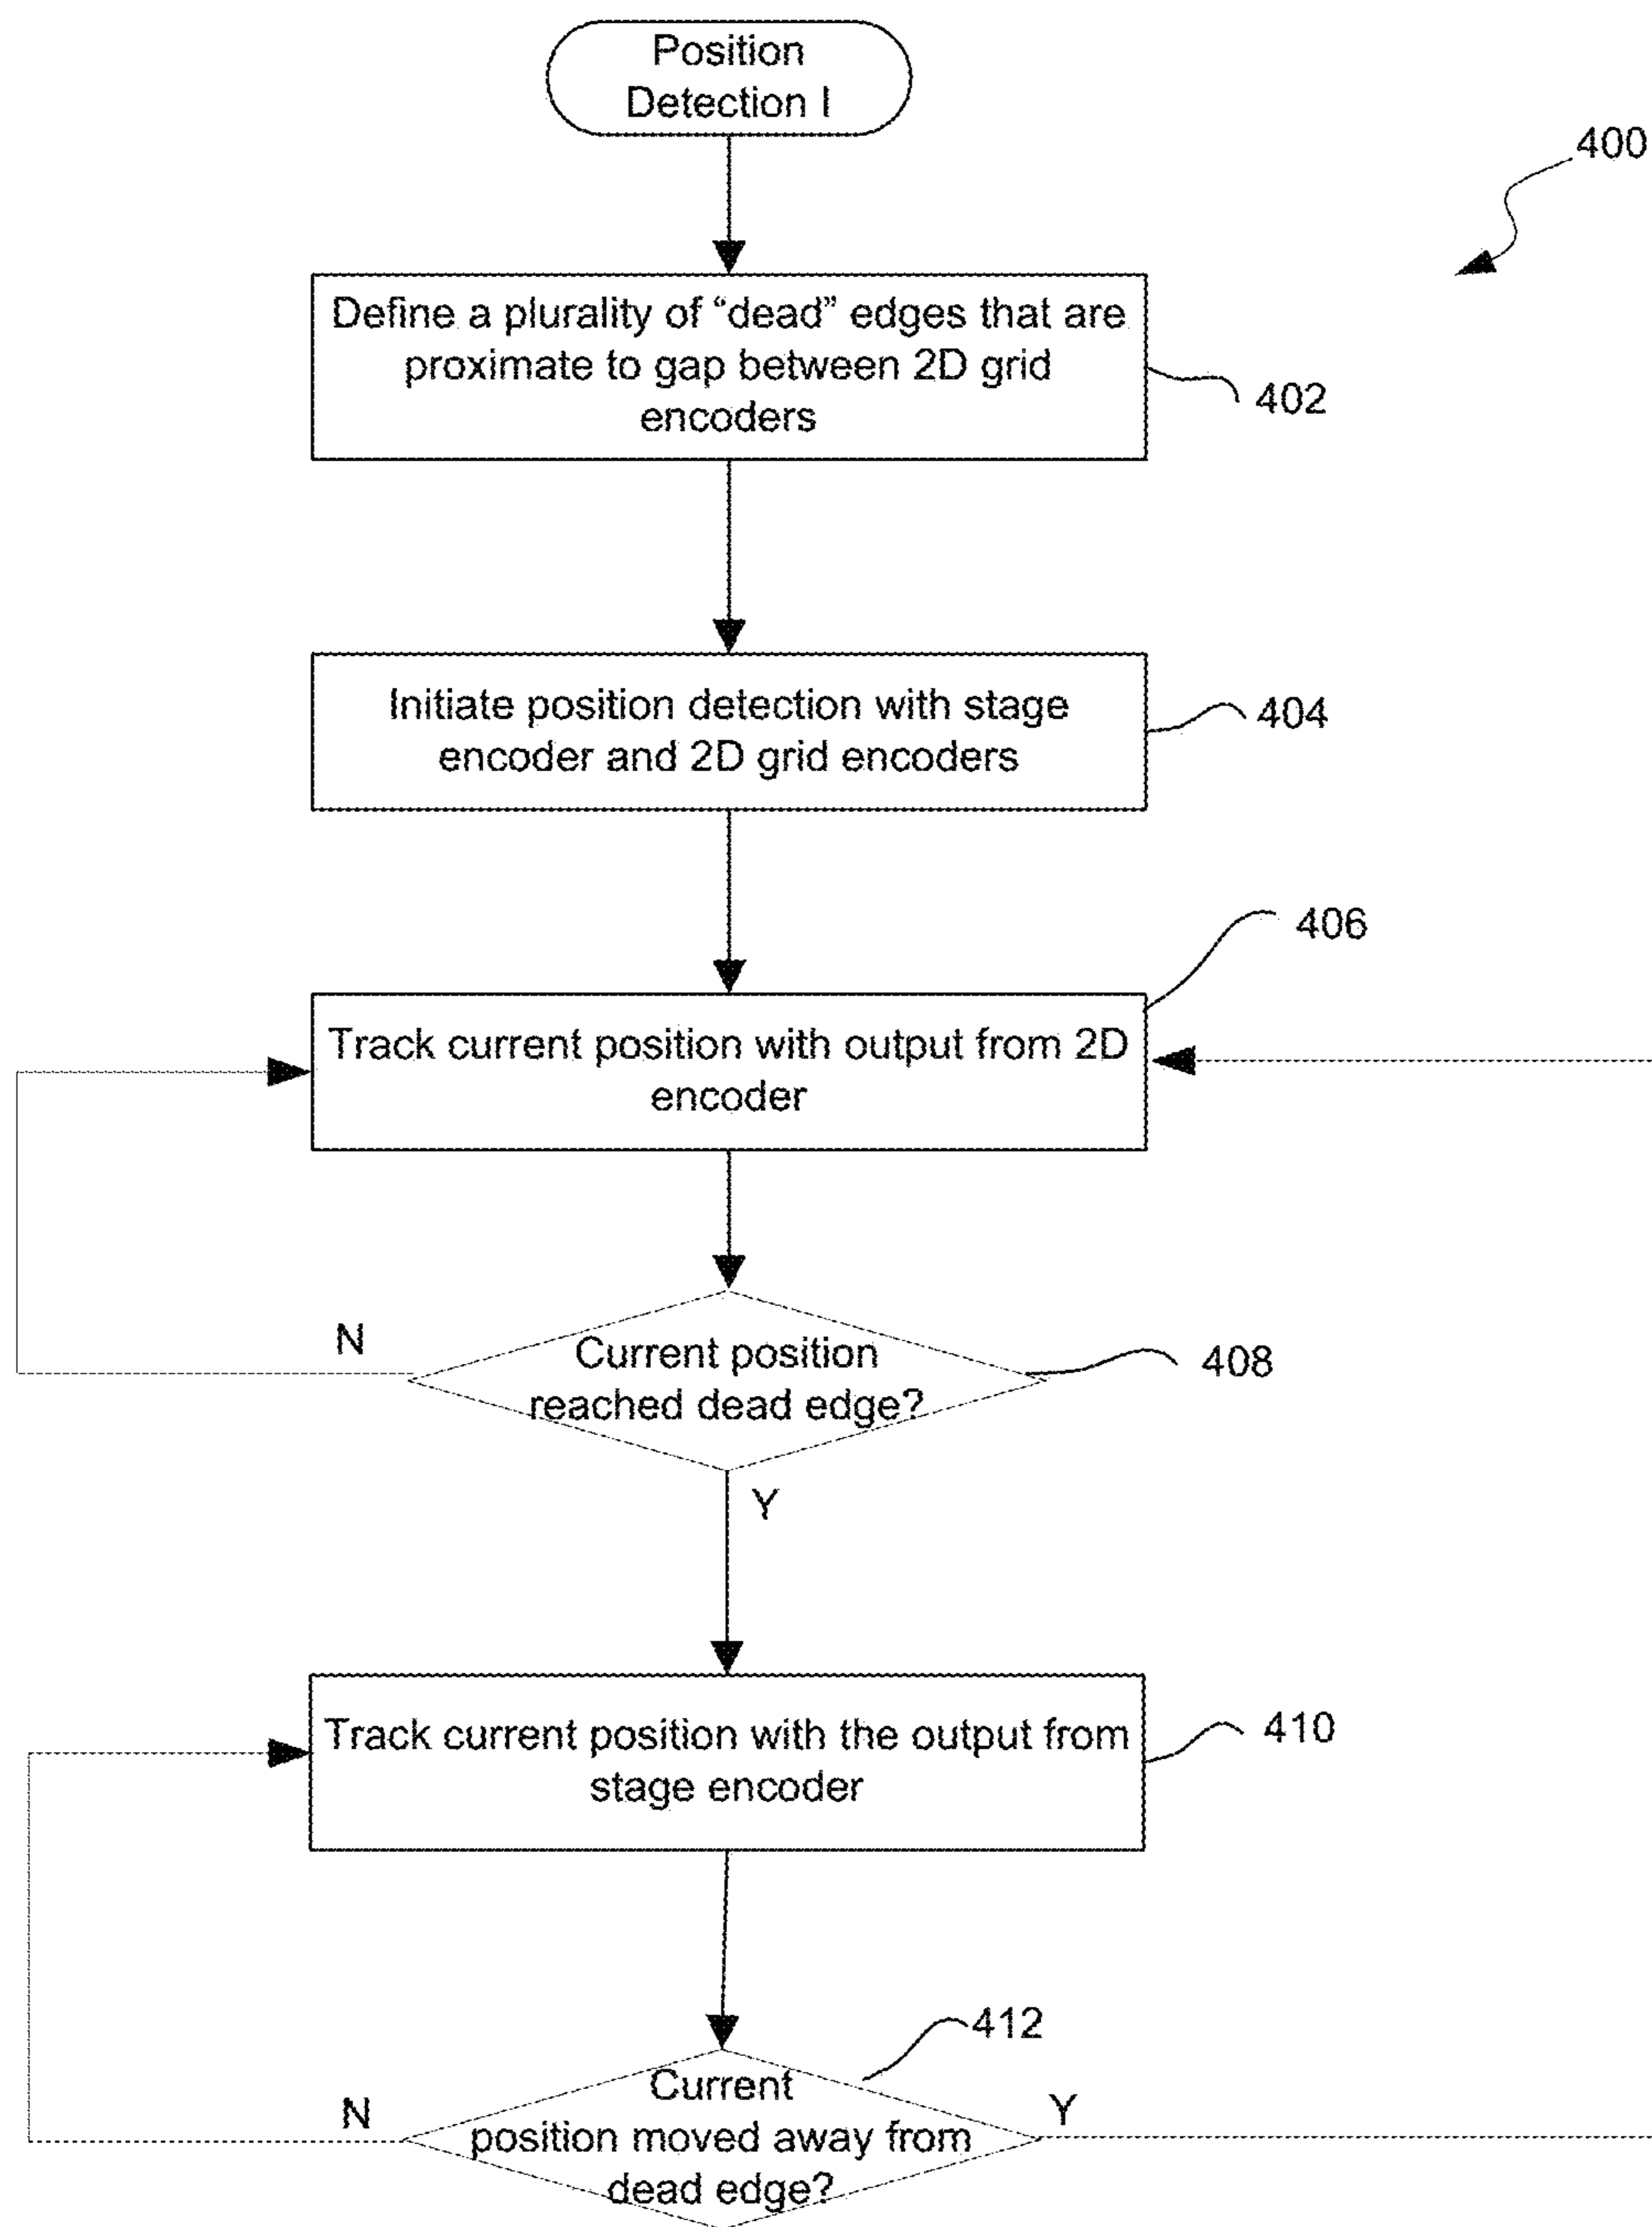 Position
Detection I
400
Define a plurality of “dead” edges that are
proximate to gap between 2D grid
encoders
402
Initiate position detection with stage
encoder and 2D grid encoders
404
406
Track current position with output from 2D
encoder
N
Current position
reached dead edge?
408
Y
Track current position with the output from
stage encoder
410
412
N
Current
position moved away from
dead edge?
Y